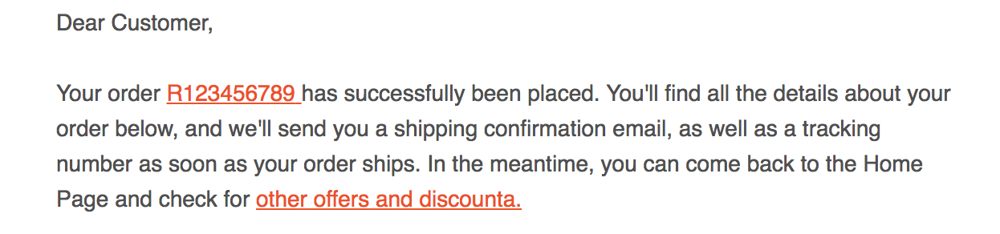 Dear Customer,
Your order R123456789 has successfully been placed. You'll find all the details about your
order below, and we'll send you a shipping confirmation email, as well as a tracking
number as soon as your order ships. In the meantime, you can come back to the Home
Page and check for other offers and discounta.